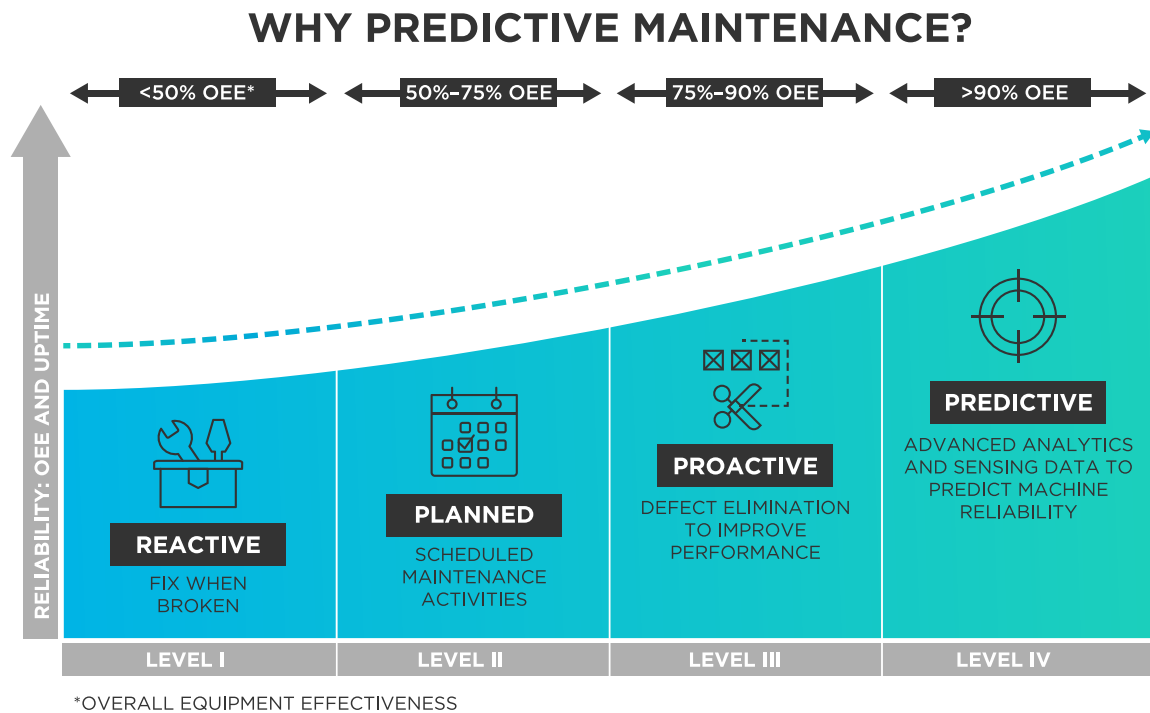 WHY PREDICTIVE MAINTENANCE?
<50% OEE*
50%–75% OEE
75%–90% OEE
>90% OEE
RELIABILITY: OEE AND UPTIME
REACTIVE
FIX WHEN
BROKEN
PLANNED
SCHEDULED
MAINTENANCE
ACTIVITIES
PROACTIVE
DEFECT ELIMINATION
TO IMPROVE
PERFORMANCE
PREDICTIVE
ADVANCED ANALYTICS
AND SENSING DATA TO
PREDICT MACHINE
RELIABILITY
LEVEL I
LEVEL II
LEVEL III
LEVEL IV
*OVERALL EQUIPMENT EFFECTIVENESS